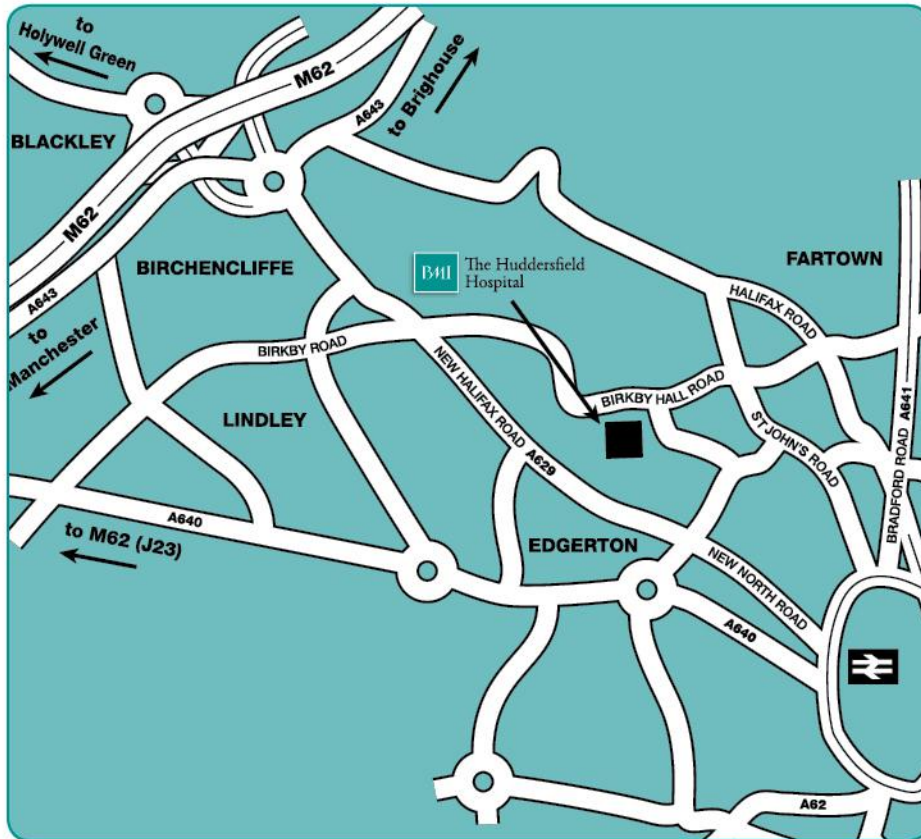 to
Holywell Green
M62
A643
to Brighouse
BLACKLEY
M62
BIRCHENCLIFFE
A643
to
Manchester
BMI
The Huddersfield
Hospital
FARTOWN
HALIFAX ROAD
BIRKBY ROAD
NEW HALIFAX ROAD A629
BIRKBY HALL ROAD
LINDLEY
ST JOHN'S ROAD
BRADFORD ROAD A641
A640
to M62 (J23)
EDGERTON
NEW NORTH ROAD
A640
A62